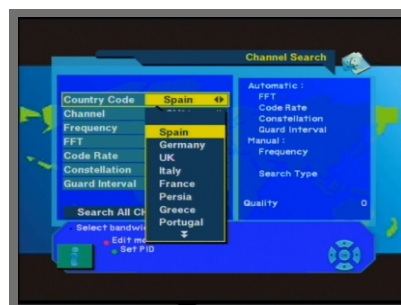 Channel Search
Country Code Spain
Channel
Frequency
FFT
Code Rate
Constellation
Guard Interval
Spain
Germany
UK
Italy
France
Persia
Greece
Portugal
Search All
Select
Edit
Set PID
Automatic :
FFT
Code Rate
Constellation
Guard Interval
Manual :
Frequency
Search Type
Quality 0